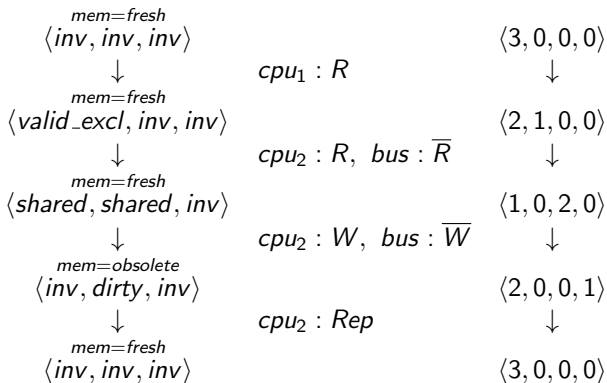 mem=fresh
⟨inv, inv, inv⟩ ⟨3, 0, 0, 0⟩
↓ cpu₁ : R ↓
mem=fresh
⟨valid_excl, inv, inv⟩ ⟨2, 1, 0, 0⟩
↓ cpu₂ : R, bus : R̅ ↓
mem=fresh
⟨shared, shared, inv⟩ ⟨1, 0, 2, 0⟩
↓ cpu₂ : W, bus : W̅ ↓
mem=obsolete
⟨inv, dirty, inv⟩ ⟨2, 0, 0, 1⟩
↓ cpu₂ : Rep ↓
mem=fresh
⟨inv, inv, inv⟩ ⟨3, 0, 0, 0⟩